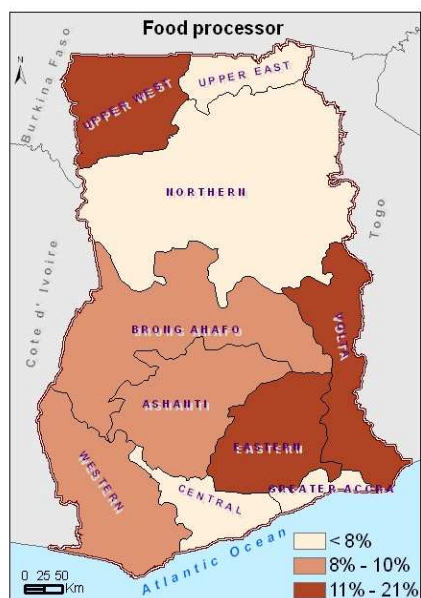 Food processor
N
Burkina Faso
UPPER EAST
UPPER WEST
NORTHERN
Togo
Cote d' Ivoire
VOLTA
BRONG AHAFO
ASHANTI
EASTERN
WESTERN
GREATER ACCRA
CENTRAL
Atlantic Ocean
< 8%
8% - 10%
11% - 21%
0 25 50
Km